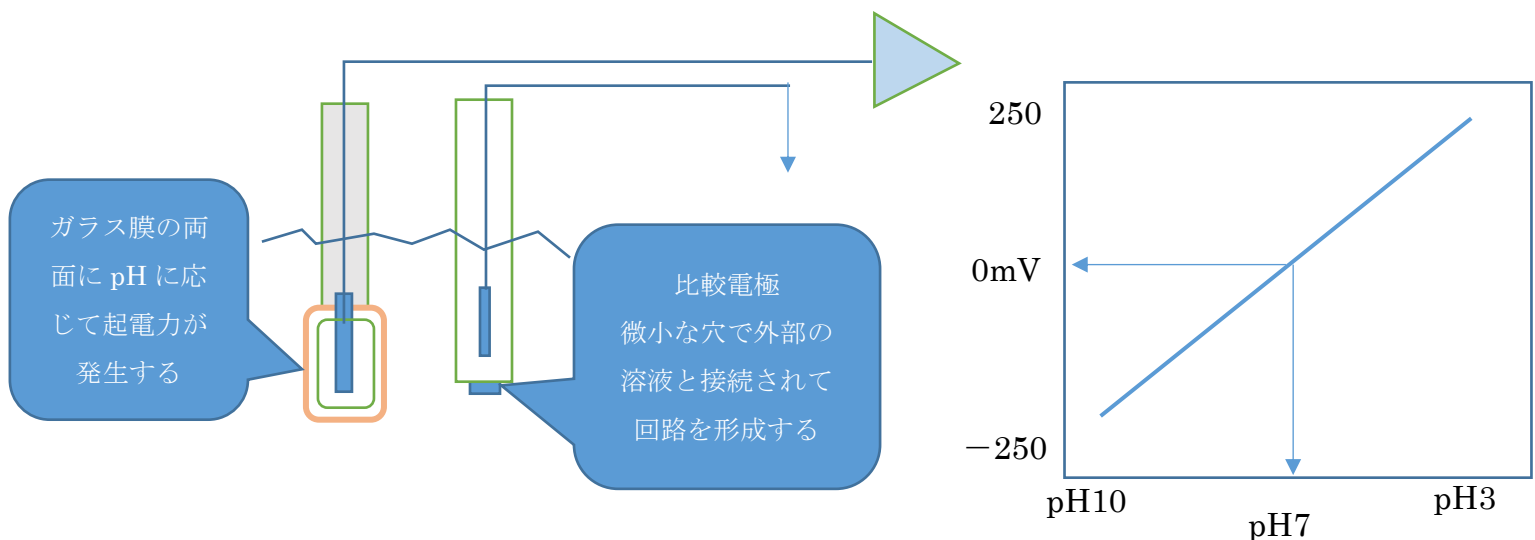 ガラス膜の両
面に pH に応
じて起電力が
発生する
比較電極
微小な穴で外部の
溶液と接続されて
回路を形成する
250
0mV
－250
pH10
pH7
pH3